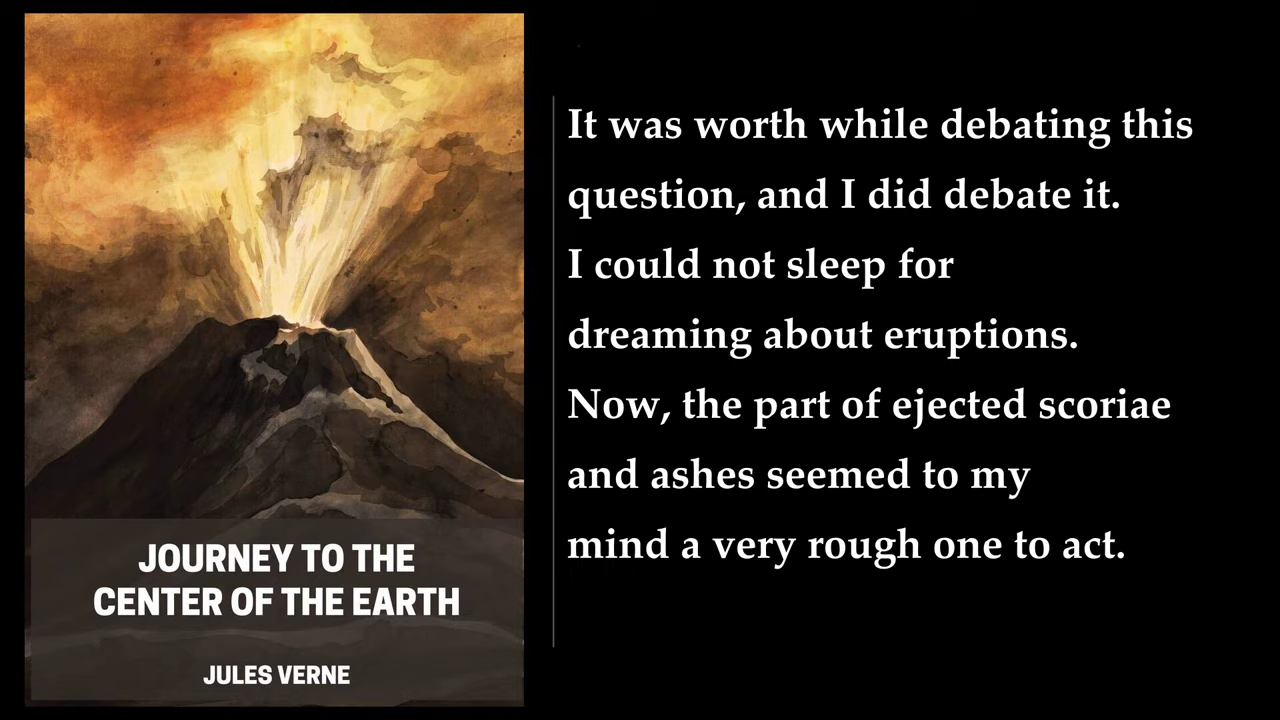 JOURNEY TO THE
CENTER OF THE EARTH
JULES VERNE
It was worth while debating this
question, and I did debate it.
I could not sleep for
dreaming about eruptions.
Now, the part of ejected scoriae
and ashes seemed to my
mind a very rough one to act.